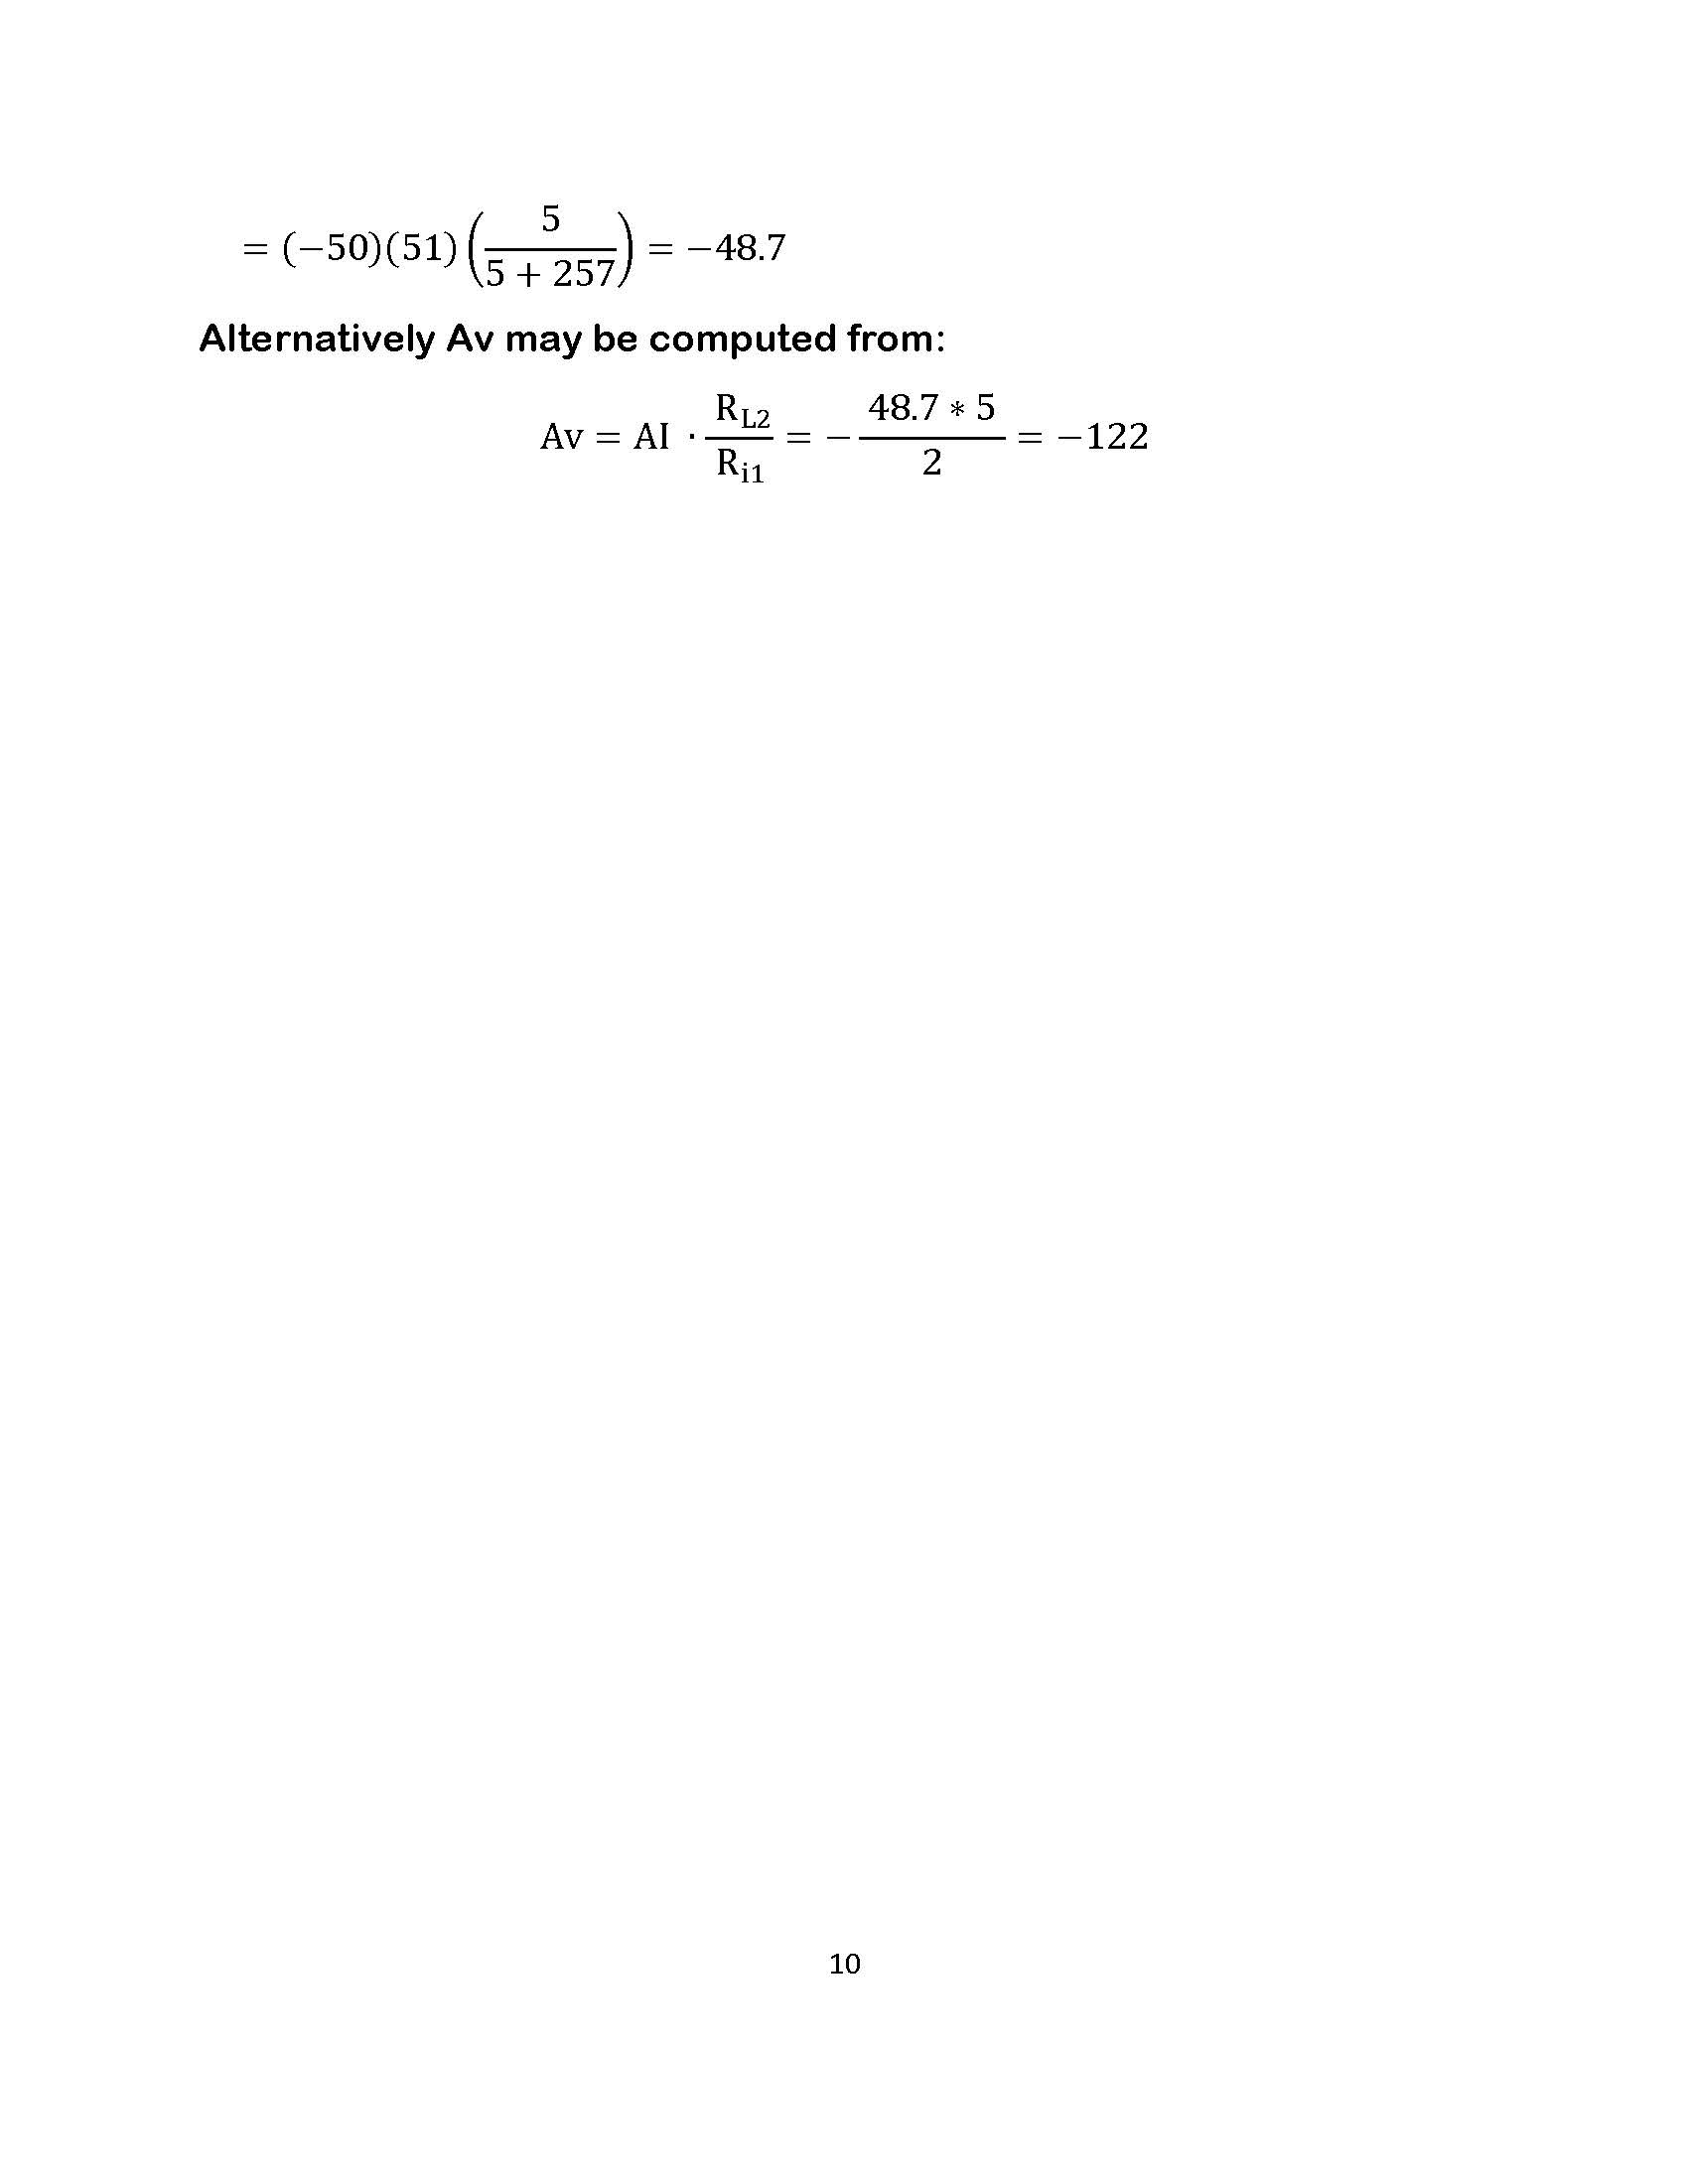 = (−50)(51) (5 / (5 + 257)) = −48.7
Alternatively Av may be computed from:
Av = AI · R_L2 / R_i1 = − 48.7 ∗ 5 / 2 = −122
10